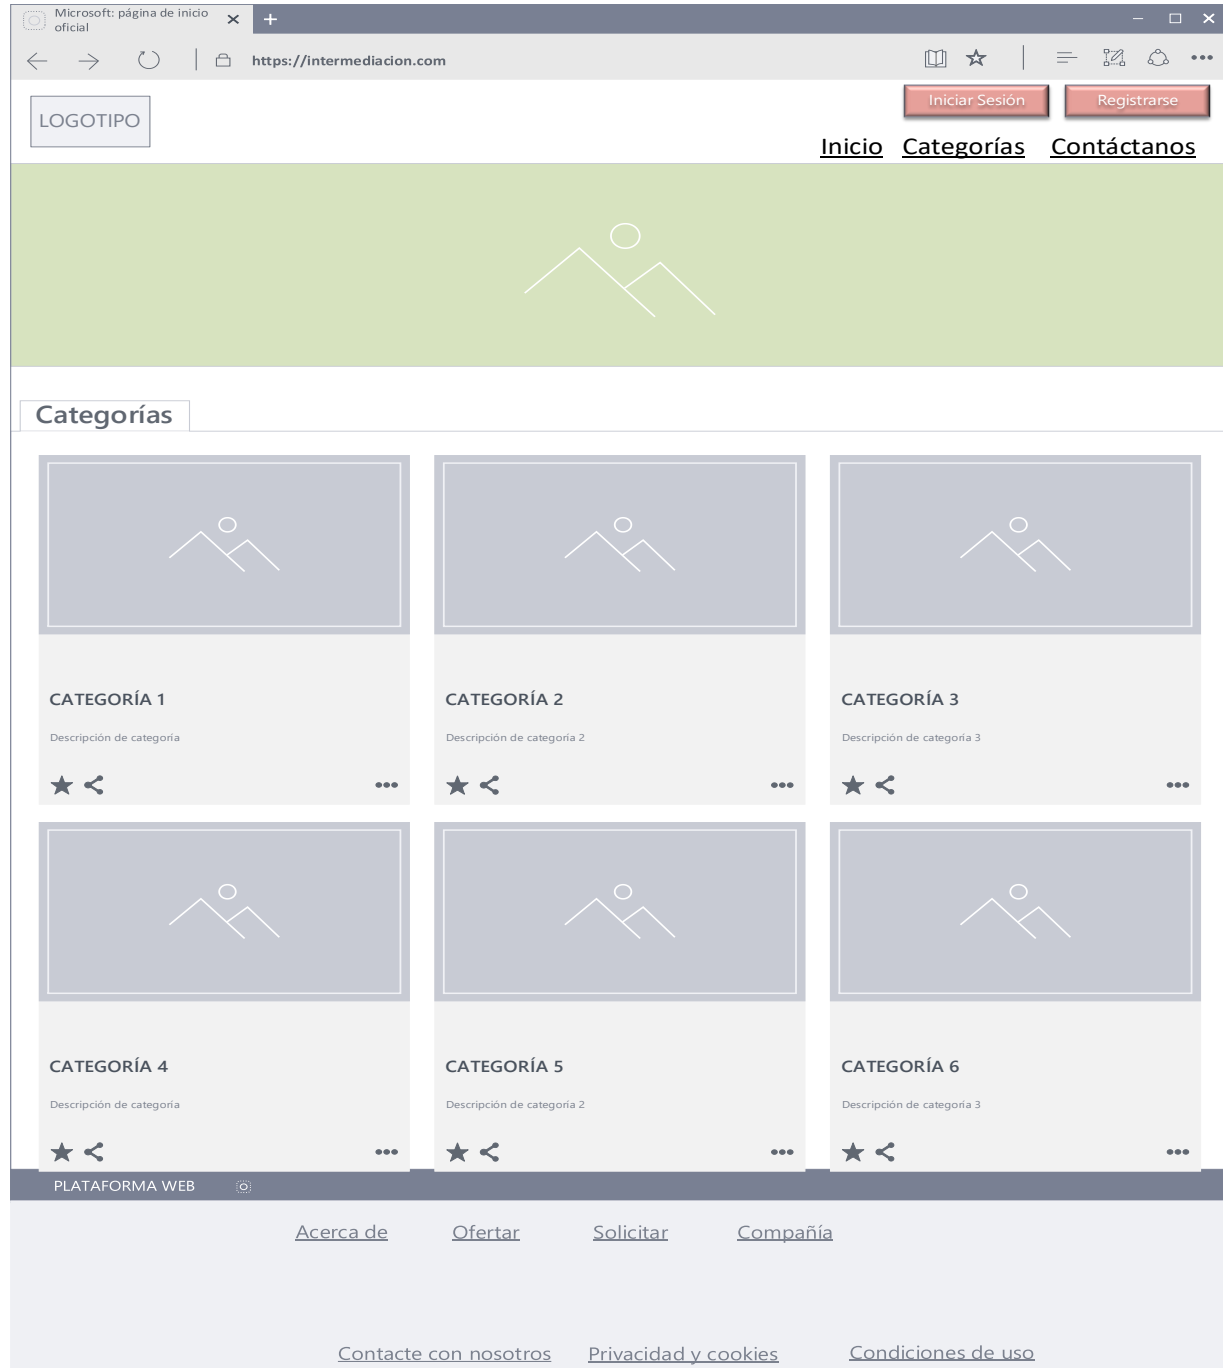 Microsoft: página de inicio
oficial
https://intermediacion.com
LOGOTIPO
Iniciar Sesión
Registrarse
Inicio
Categorías
Contáctanos
Categorías
CATEGORÍA 1
Descripción de categoría
CATEGORÍA 2
Descripción de categoría 2
CATEGORÍA 3
Descripción de categoría 3
CATEGORÍA 4
Descripción de categoría
CATEGORÍA 5
Descripción de categoría 2
CATEGORÍA 6
Descripción de categoría 3
PLATAFORMA WEB
Acerca de
Ofertar
Solicitar
Compañía
Contacte con nosotros
Privacidad y cookies
Condiciones de uso